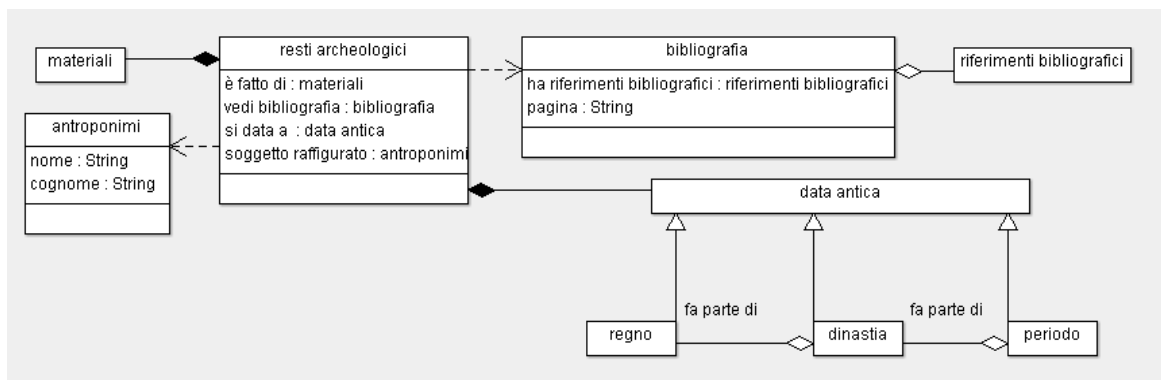 materiali
resti archeologici
è fatto di : materiali
vedi bibliografia : bibliografia
si data a : data antica
soggetto raffigurato : antroponimi
bibliografia
ha riferimenti bibliografici : riferimenti bibliografici
pagina : String
riferimenti bibliografici
antroponimi
nome : String
cognome : String
data antica
fa parte di
fa parte di
regno
dinastia
periodo